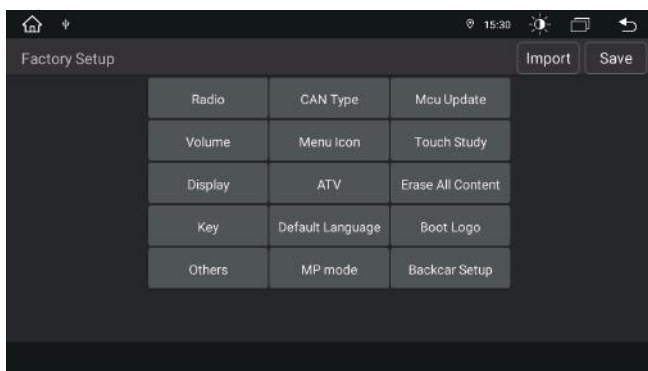 15:30
Factory Setup Import Save
Radio CAN Type Mcu Update
Volume Menu Icon Touch Study
Display ATV Erase All Content
Key Default Language Boot Logo
Others MP mode Backcar Setup